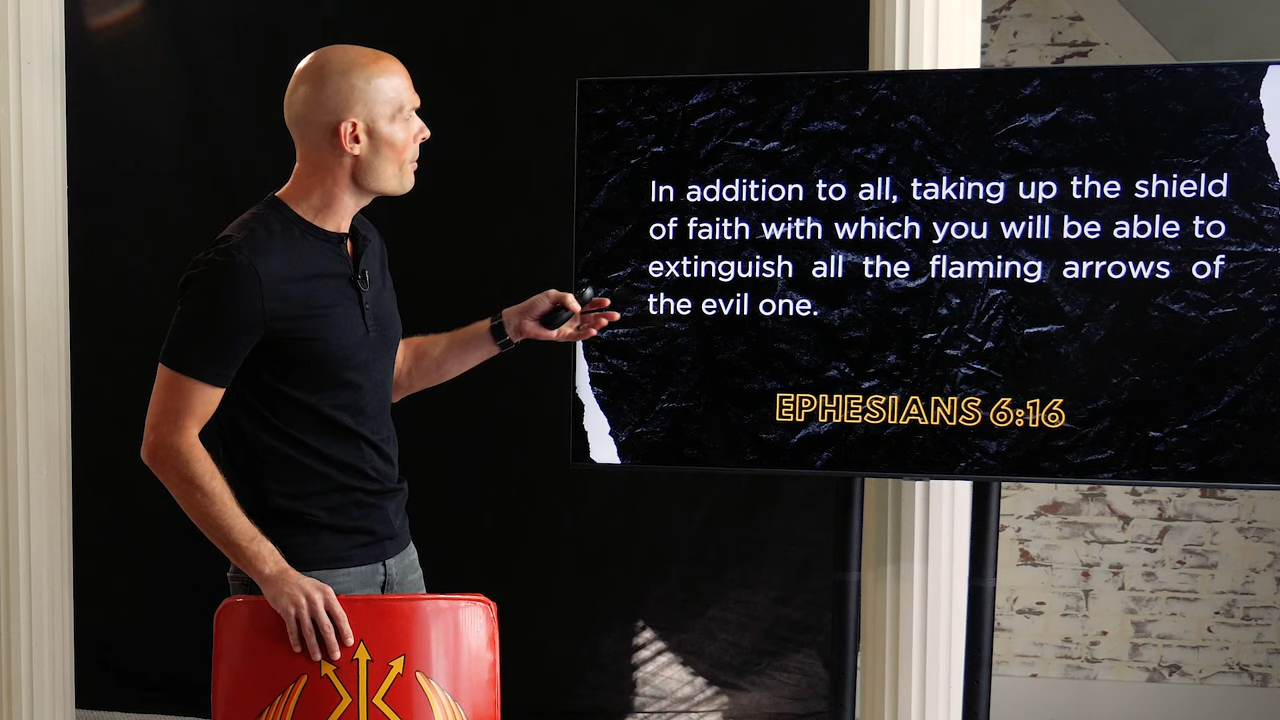 In addition to all, taking up the shield
of faith with which you will be able to
extinguish all the flaming arrows of
the evil one.
EPHESIANS 6:16